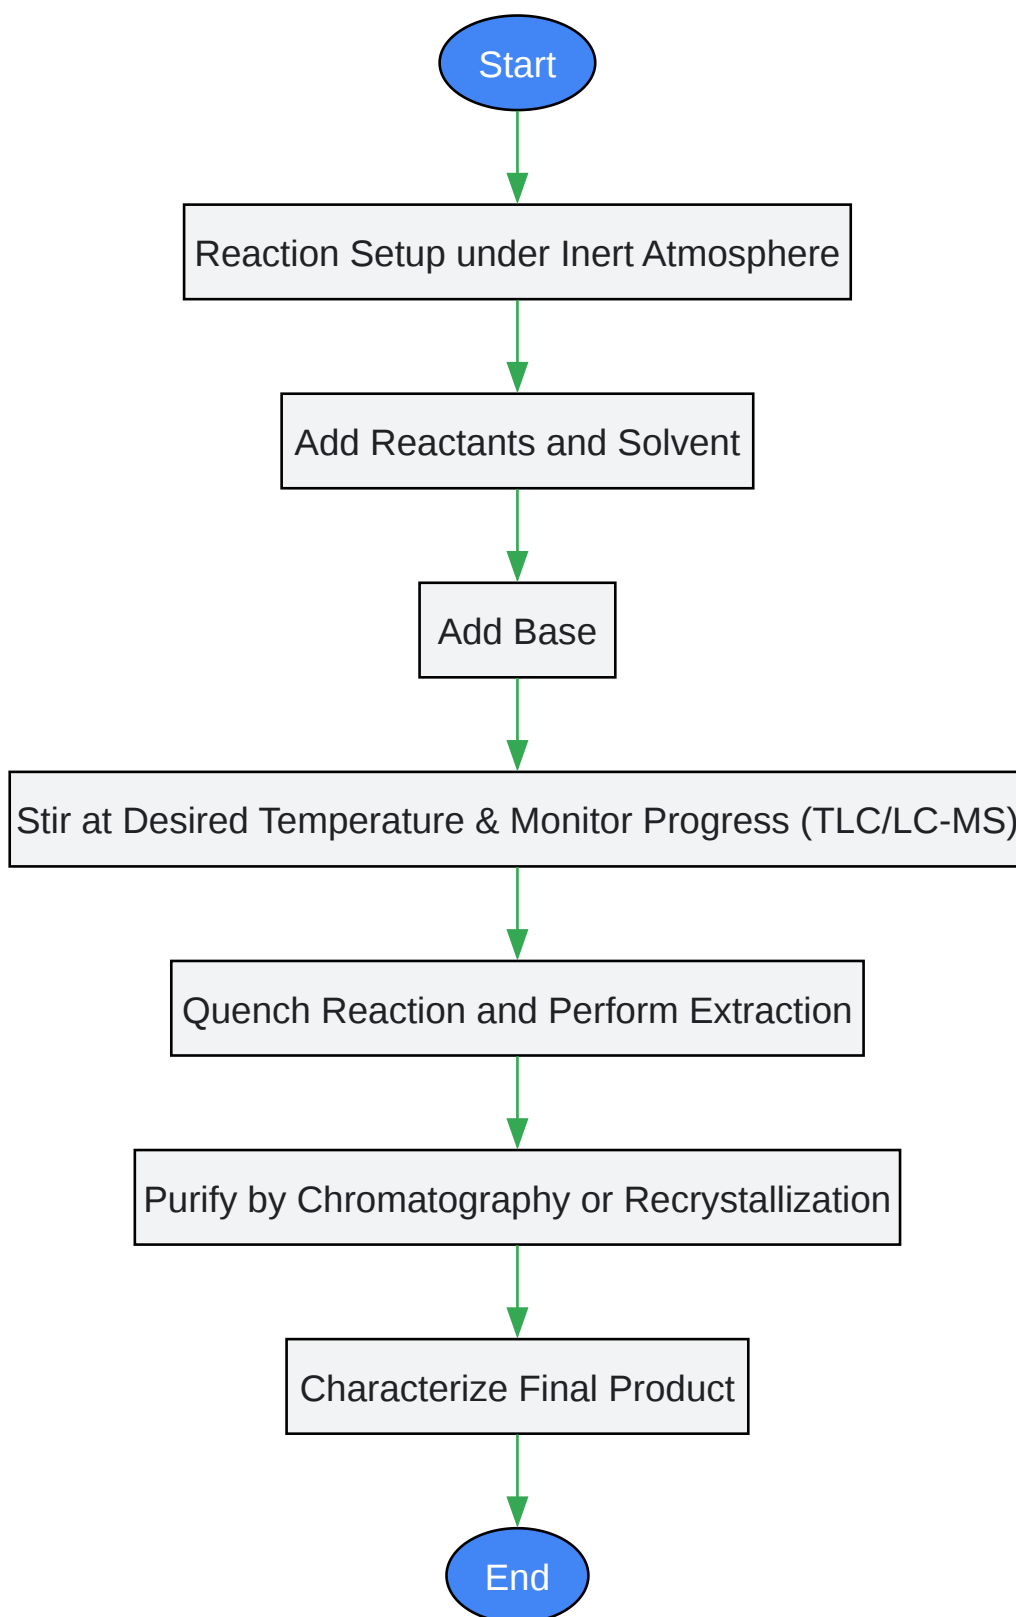 Start
Reaction Setup under Inert Atmosphere
Add Reactants and Solvent
Add Base
Stir at Desired Temperature & Monitor Progress (TLC/LC-MS)
Quench Reaction and Perform Extraction
Purify by Chromatography or Recrystallization
Characterize Final Product
End